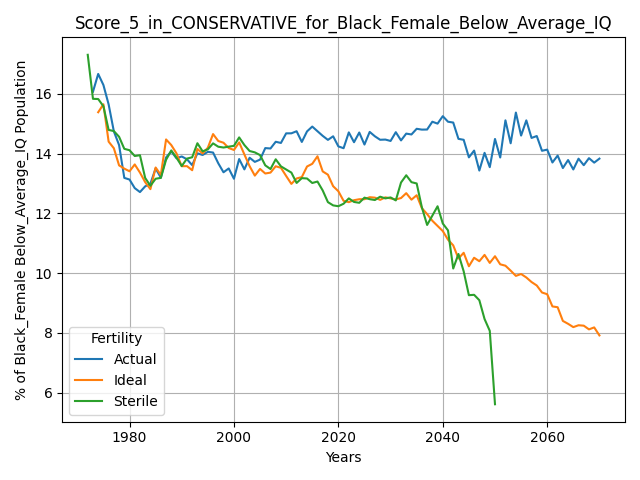 Score_5_in_CONSERVATIVE_for_Black_Female_Below_Average_IQ
% of Black_Female Below_Average_IQ Population
16
14
12
10
8
6
Fertility
Actual
Ideal
Sterile
1980
2000
2020
2040
2060
Years